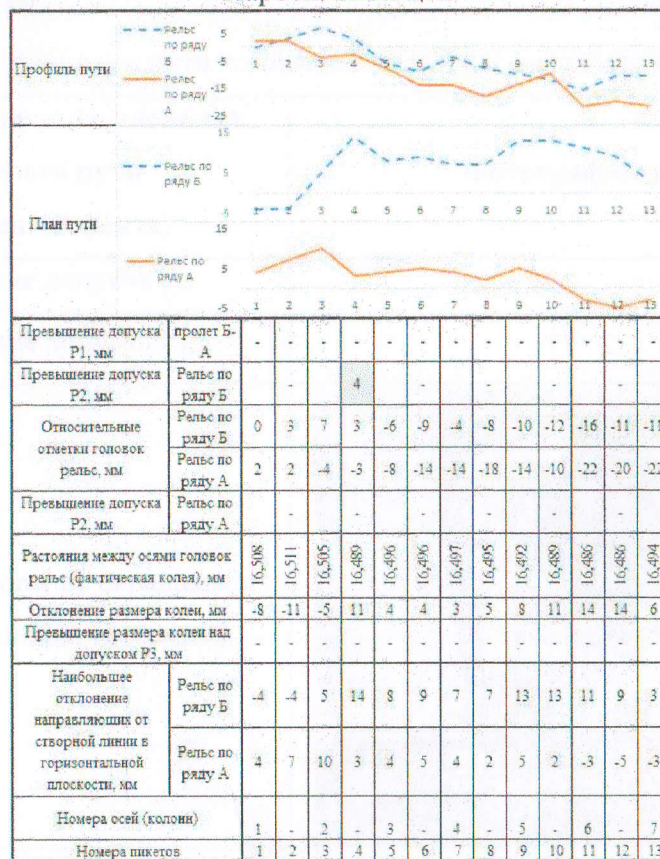 Профиль пути
Рельс по ряду Б
Рельс по ряду А
5
-5
-15
-25
1 2 3 4 5 6 7 8 9 10 11 12 13
План пути
Рельс по ряду Б
15
5
-5
1 2 3 4 5 6 7 8 9 10 11 12 13
Рельс по ряду А
15
5
-5
1 2 3 4 5 6 7 8 9 10 11 12 13
Превышение допуска Р1, мм пролет Б-А - - - - - - - - - - - - -
Превышение допуска Р2, мм Рельс по ряду Б - - 4 - - - - -
Относительные отметки головок рельс, мм
Рельс по ряду Б 0 3 7 3 -6 -9 -4 -8 -10 -12 -16 -11 -11
Рельс по ряду А 2 2 -4 -3 -8 -14 -14 -18 -14 -10 -22 -20 -22
Превышение допуска Р2, мм Рельс по ряду А - - - - - -
Растояния между осями головок рельс (фактическая колея), мм 16,508 16,511 16,505 16,489 16,496 16,496 16,497 16,495 16,492 16,489 16,486 16,486 16,494
Отклонение размера колеи, мм -8 -11 -5 11 4 4 3 5 8 11 14 14 6
Превышение размера колеи над допуском Р3, мм - - - - - - - - - - - - -
Наибольшее отклонение направляющих от створной линии в горизонтальной плоскости, мм
Рельс по ряду Б -4 -4 5 14 8 9 7 7 13 13 11 9 3
Рельс по ряду А 4 7 10 3 4 5 4 2 5 2 -3 -5 -3
Номера осей (колонн) 1 - 2 - 3 - 4 - 5 - 6 - 7
Номера пикетов 1 2 3 4 5 6 7 8 9 10 11 12 13